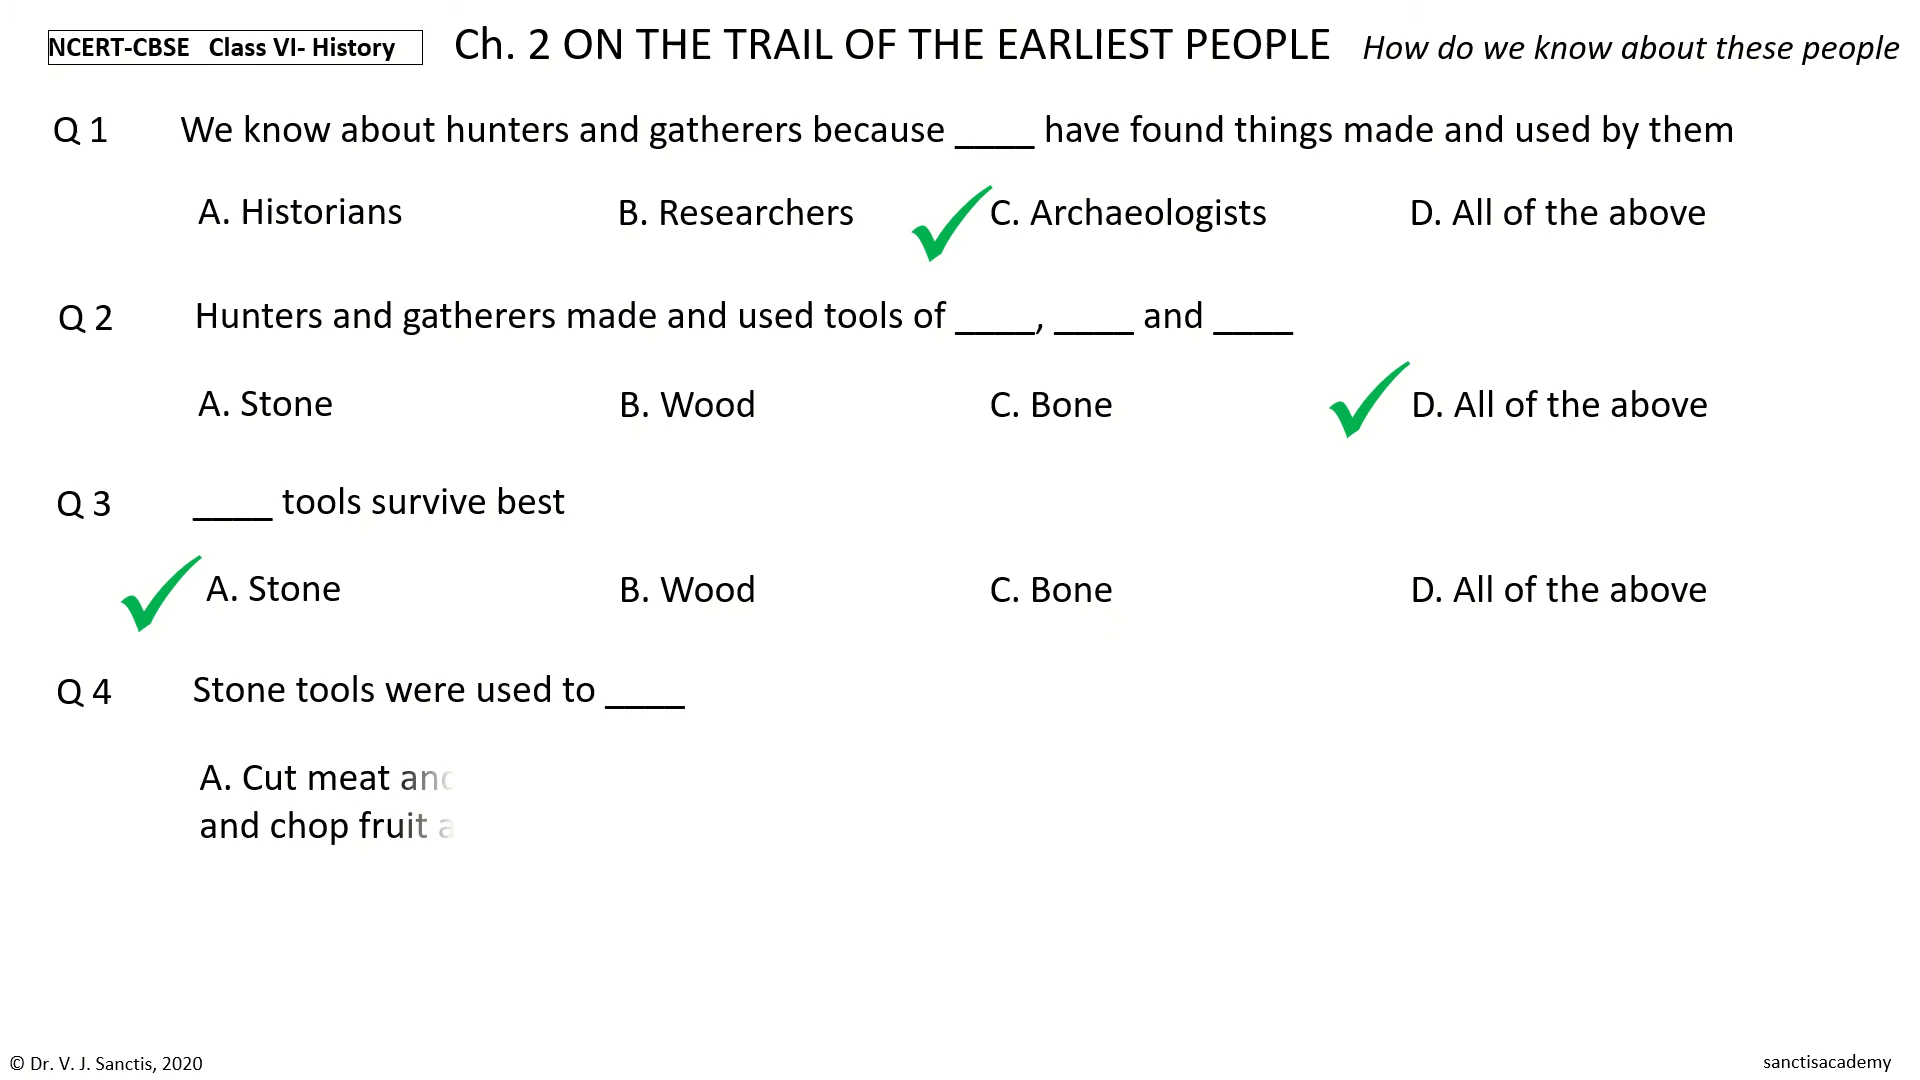 NCERT-CBSE Class VI- History Ch. 2 ON THE TRAIL OF THE EARLIEST PEOPLE How do we know about these people
Q 1 We know about hunters and gatherers because ____ have found things made and used by them
A. Historians B. Researchers C. Archaeologists D. All of the above
Q 2 Hunters and gatherers made and used tools of ____, ____ and ____
A. Stone B. Wood C. Bone D. All of the above
Q 3 ____ tools survive best
A. Stone B. Wood C. Bone D. All of the above
Q 4 Stone tools were used to ____
A. Cut meat and
and chop fruit
© Dr. V. J. Sanctis, 2020 sanctisacademy